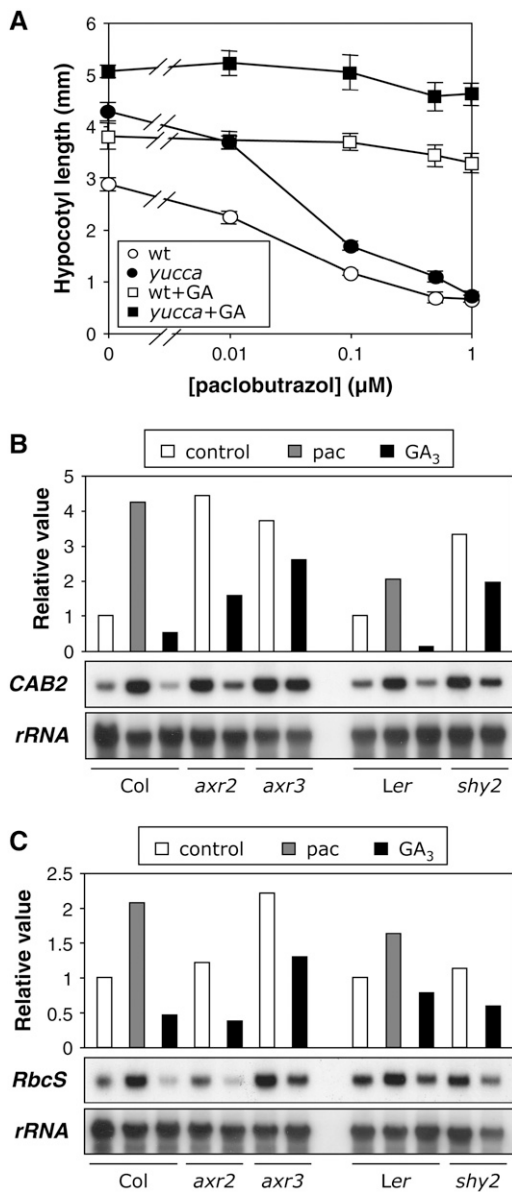 A
Hypocotyl length (mm)
6
5
4
3
2
1
0
wt
yucca
wt+GA
yucca+GA
0
0.01
0.1
1
[paclobutrazol] (µM)
B
control pac GA3
Relative value
5
4
3
2
1
0
CAB2
rRNA
Col axr2 axr3 Ler shy2
C
control pac GA3
Relative value
2.5
2
1.5
1
0.5
0
RbcS
rRNA
Col axr2 axr3 Ler shy2